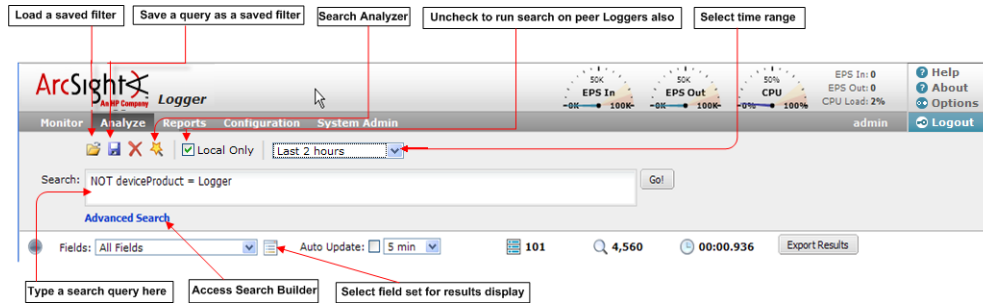 Load a saved filter
Save a query as a saved filter
Search Analyzer
Uncheck to run search on peer Loggers also
Select time range
ArcSight
An HP Company
Logger
50K
EPS In
-0K
100K-
50K
EPS Out
-0K
100K-
50%
CPU
-0%
100%
EPS In: 0
EPS Out: 0
CPU Load: 2%
Help
About
Options
Monitor
Analyze
Reports
Configuration
System Admin
admin
Logout
Local Only
Last 2 hours
Search:
NOT deviceProduct = Logger
Go!
Advanced Search
Fields:
All Fields
Auto Update:
5 min
101
4,560
00:00.936
Export Results
Type a search query here
Access Search Builder
Select field set for results display